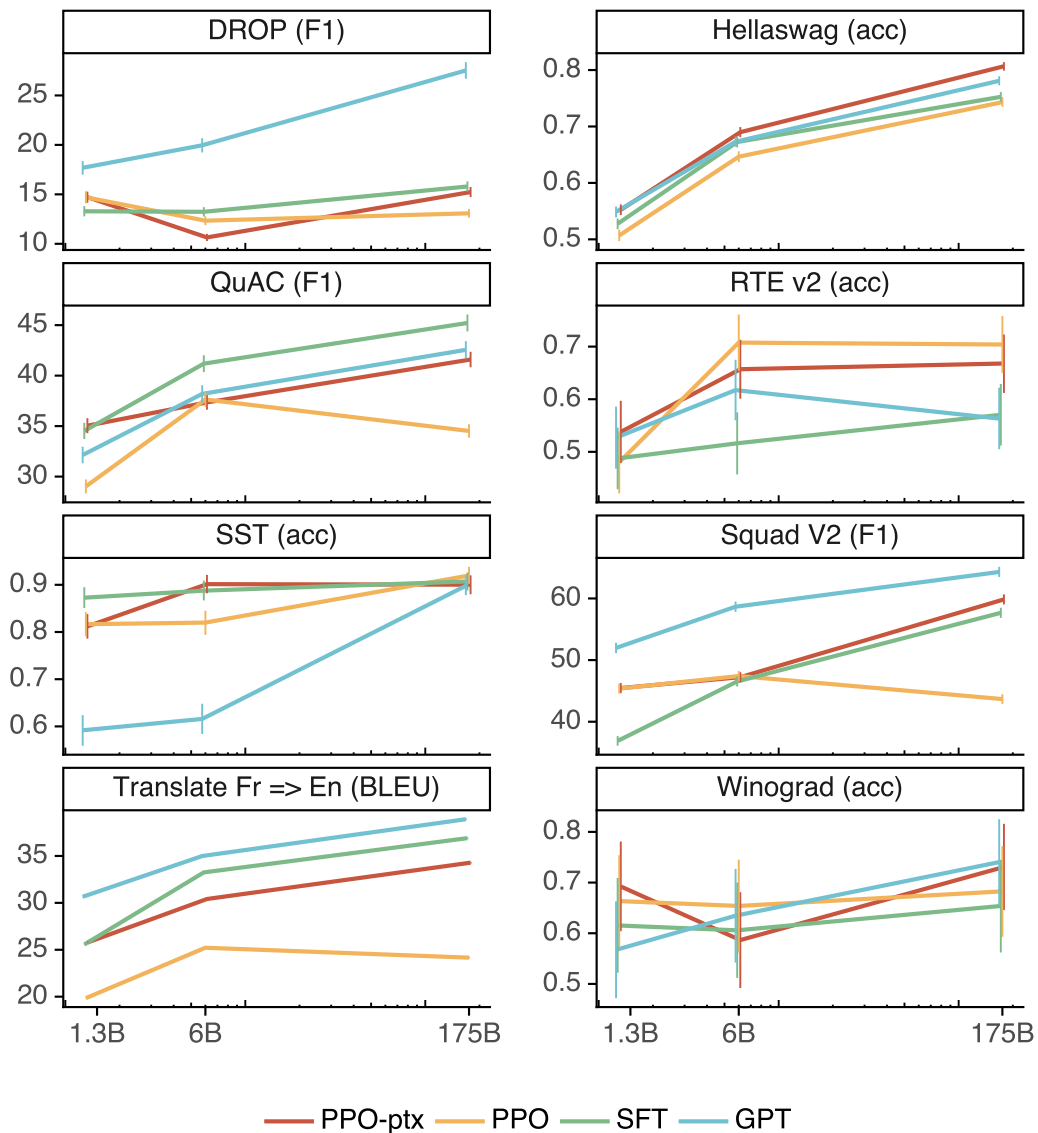 DROP (F1)
25
20
15
10
Hellaswag (acc)
0.8
0.7
0.6
0.5
QuAC (F1)
45
40
35
30
RTE v2 (acc)
0.7
0.6
0.5
SST (acc)
0.9
0.8
0.7
0.6
Squad V2 (F1)
60
50
40
Translate Fr => En (BLEU)
35
30
25
20
1.3B 6B 175B
Winograd (acc)
0.8
0.7
0.6
0.5
1.3B 6B 175B
PPO-ptx PPO SFT GPT